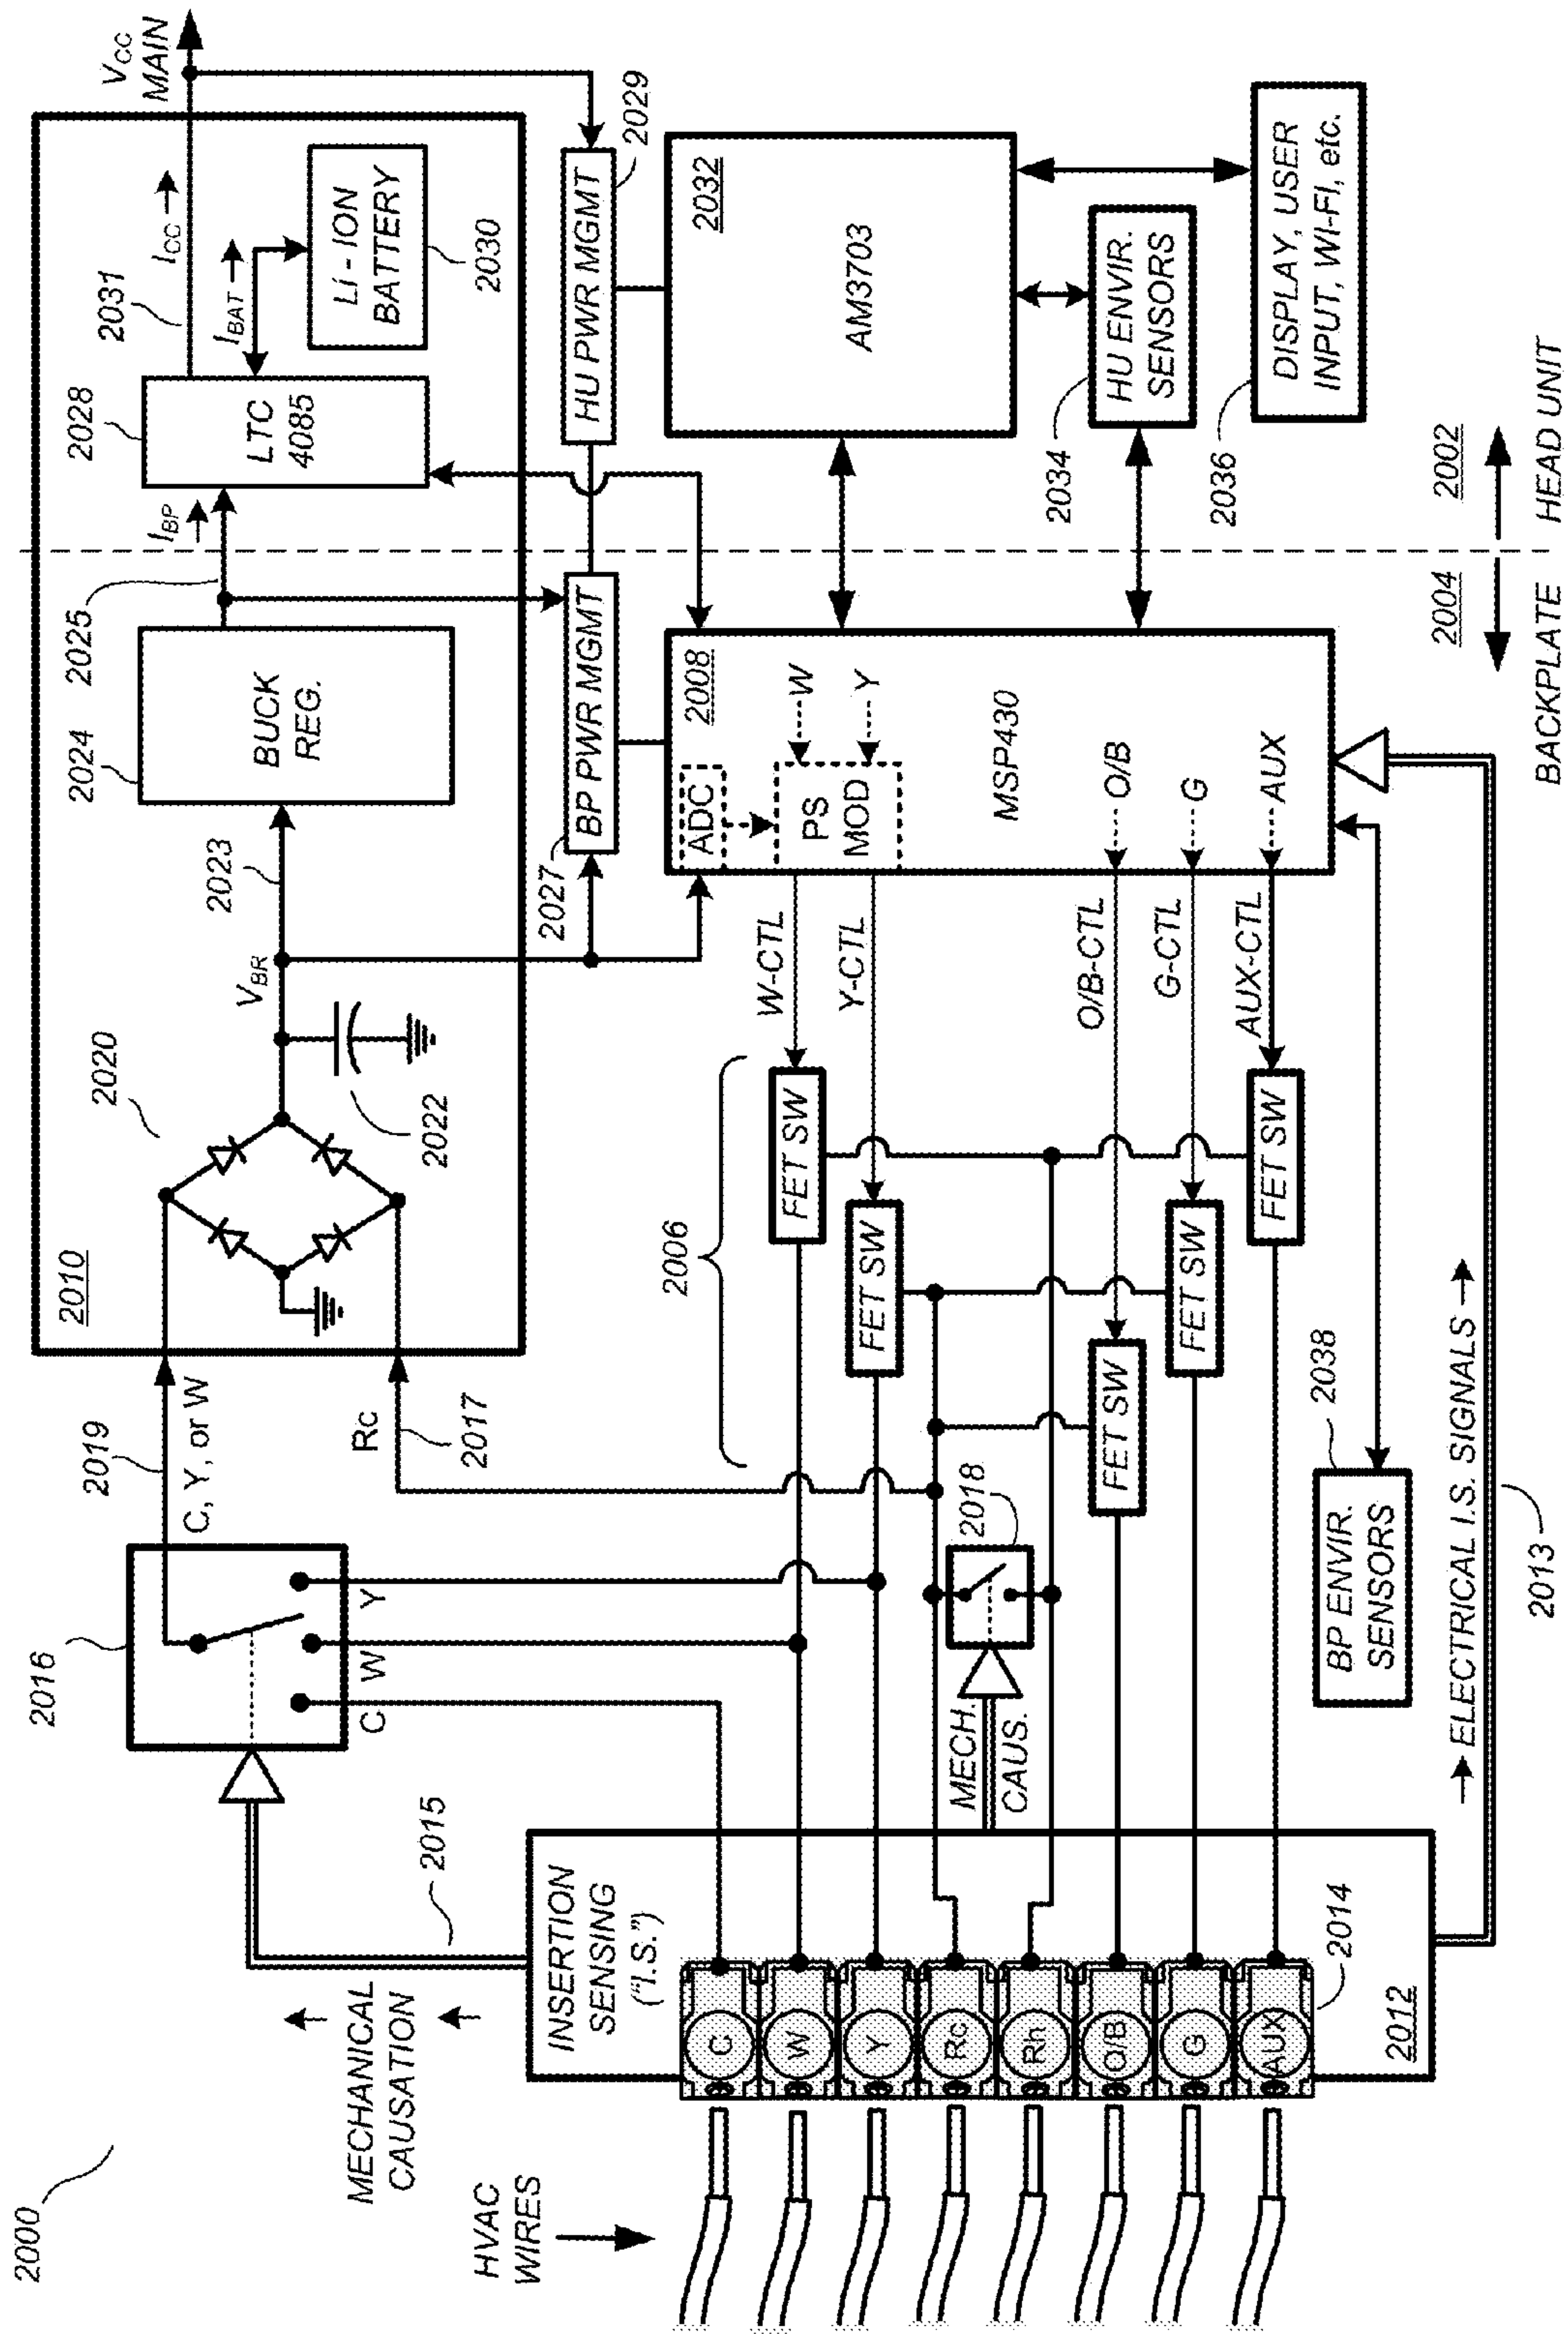 2000
HVAC
WIRES
MECHANICAL
CAUSATION
2015
2016
C
W
Y
2019
C, Y, or W
Rc
2017
2010
2020
2022
VBR
2023
2024
BUCK
REG.
2025
IBP
2028
LTC
4085
2031
ICC
IBAT
Li - ION
BATTERY
2030
VCC
MAIN
INSERTION
SENSING
("I.S.")
C
W
Y
Rc
Rh
O/B
G
AUX
2014
2012
MECH.
CAUS.
2018
2006
FET SW
FET SW
FET SW
FET SW
FET SW
W-CTL
Y-CTL
O/B-CTL
G-CTL
AUX-CTL
2027
BP PWR MGMT
HU PWR MGMT
2029
ADC
2008
PS
MOD
W
Y
MSP430
O/B
G
AUX
2032
AM3703
2034
HU ENVIR.
SENSORS
2036
DISPLAY, USER
INPUT, WI-FI, etc.
BP ENVIR.
SENSORS
2038
ELECTRICAL I.S. SIGNALS
2013
2004
BACKPLATE
2002
HEAD UNIT